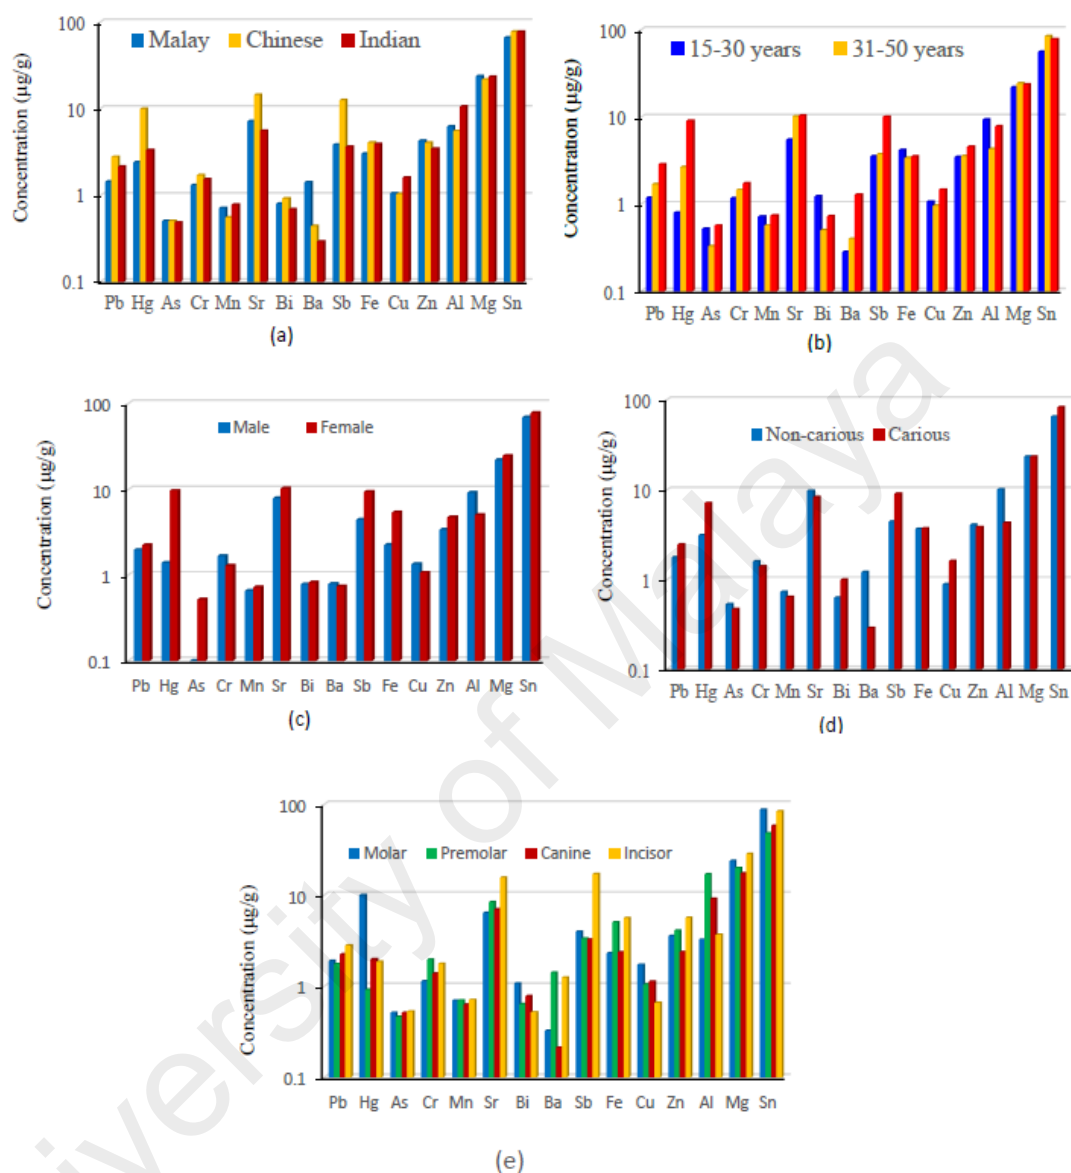 Concentration (µg/g)
100
10
1
0.1
Malay Chinese Indian
Pb Hg As Cr Mn Sr Bi Ba Sb Fe Cu Zn Al Mg Sn
(a)
Concentration (µg/g)
100
10
1
0.1
15-30 years 31-50 years
Pb Hg As Cr Mn Sr Bi Ba Sb Fe Cu Zn Al Mg Sn
(b)
Concentration (µg/g)
100
10
1
0.1
Male Female
Pb Hg As Cr Mn Sr Bi Ba Sb Fe Cu Zn Al Mg Sn
(c)
Concentration (µg/g)
100
10
1
0.1
Non-carious Carious
Pb Hg As Cr Mn Sr Bi Ba Sb Fe Cu Zn Al Mg Sn
(d)
Concentration (µg/g)
100
10
1
0.1
Molar Premolar Canine Incisor
Pb Hg As Cr Mn Sr Bi Ba Sb Fe Cu Zn Al Mg Sn
(e)
iversity of Malaya